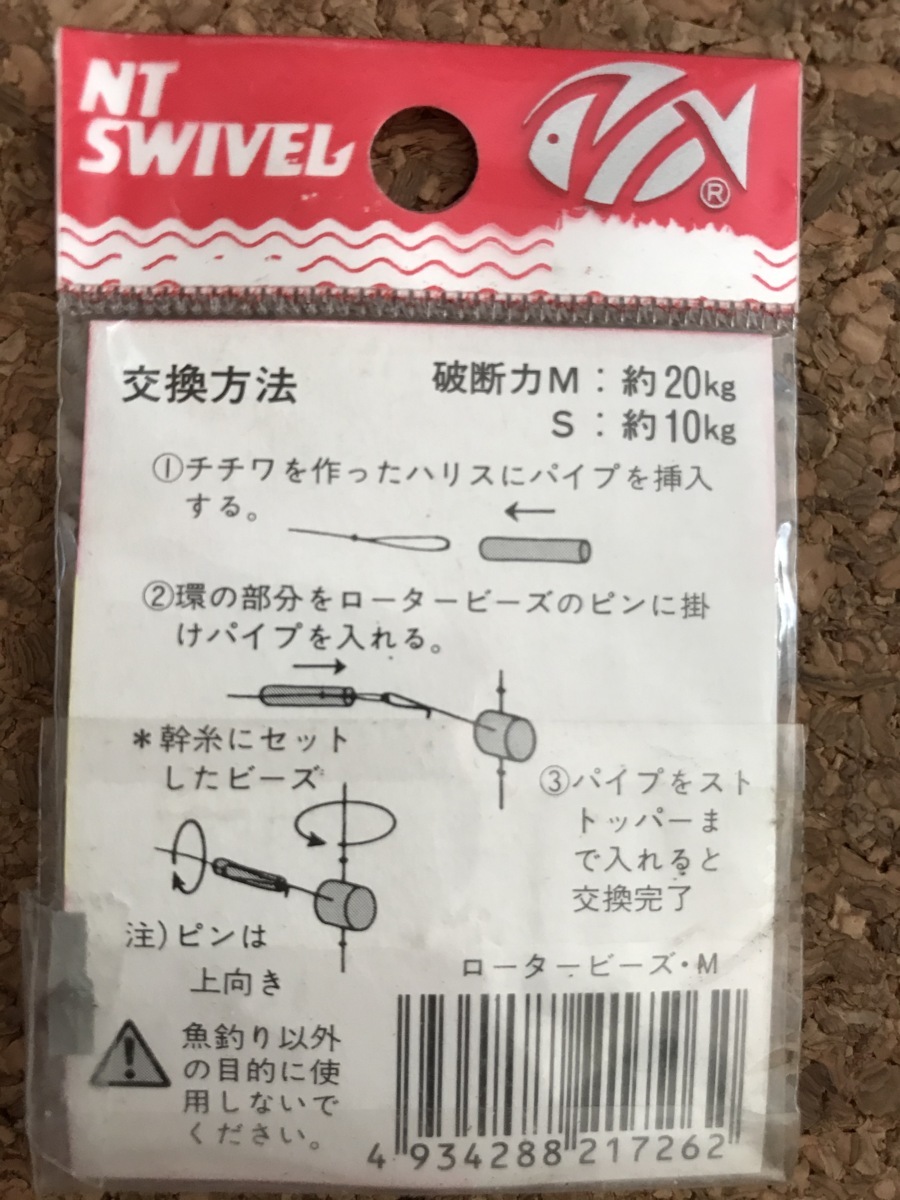 NT
SWIVEL
®
交換方法
破断力M：約20kg
S：約10kg
①チチワを作ったハリスにパイプを挿入
する。
②環の部分をロータービーズのピンに掛
けパイプを入れる。
*幹糸にセット
したビーズ
③パイプをスト
トッパーま
で入れると
交換完了
注)ピンは
上向き
ロータービーズ・M
魚釣り以外
の目的に使
用しないで
ください。
4934288217262